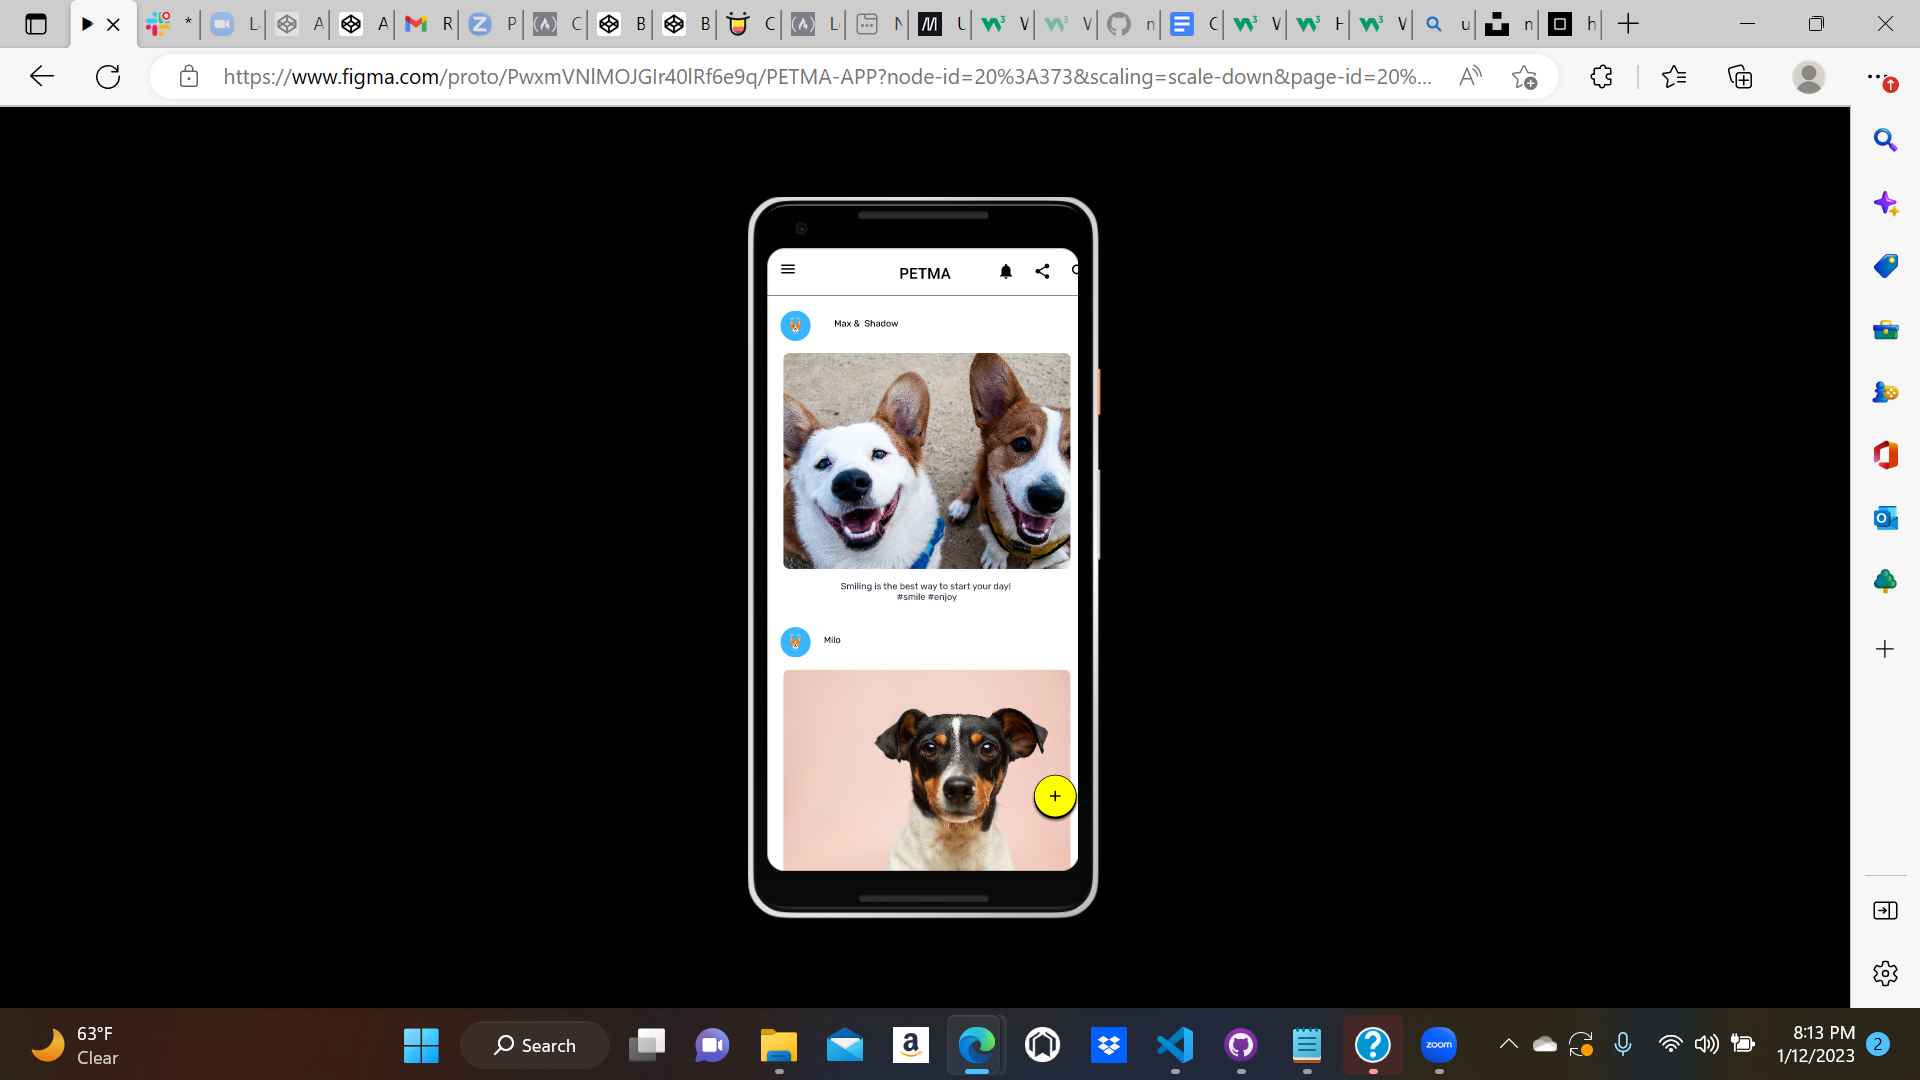 *
L
A
A
R
P
C
B
B
C
L
N
U
W
W
n
C
W
H
W
u
n
h
https://www.figma.com/proto/PwxmVNlMOJGIr40lRf6e9q/PETMA-APP?node-id=20%3A373&scaling=scale-down&page-id=20%...
PETMA
Max & Shadow
Smiling is the best way to start your day!
#smile #enjoy
Milo
+
63°F
Clear
Search
zoom
8:13 PM
1/12/2023
2